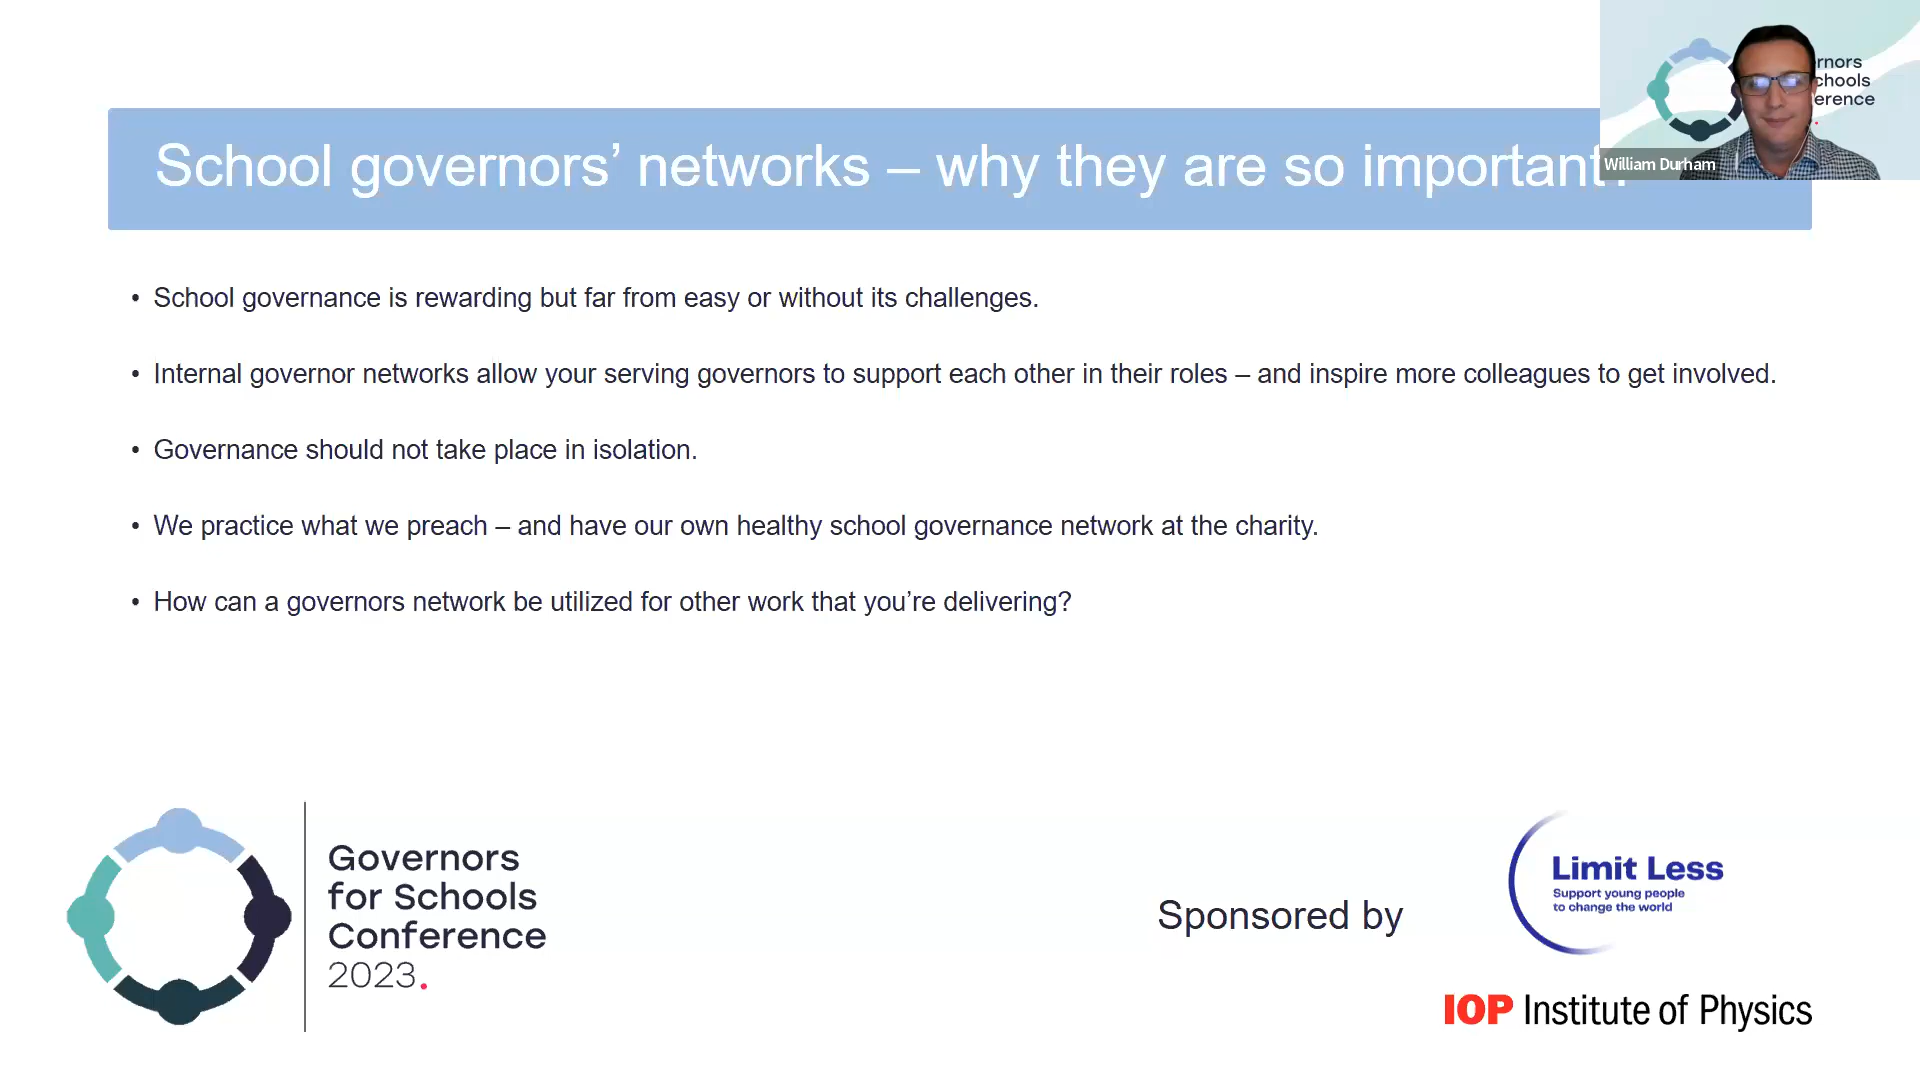 School governors’ networks – why they are so important
• School governance is rewarding but far from easy or without its challenges.
• Internal governor networks allow your serving governors to support each other in their roles – and inspire more colleagues to get involved.
• Governance should not take place in isolation.
• We practice what we preach – and have our own healthy school governance network at the charity.
• How can a governors network be utilized for other work that you’re delivering?
rnors
chools
erence
William Durham
Governors
for Schools
Conference
2023.
Sponsored by
Limit Less
Support young people
to change the world
IOP Institute of Physics